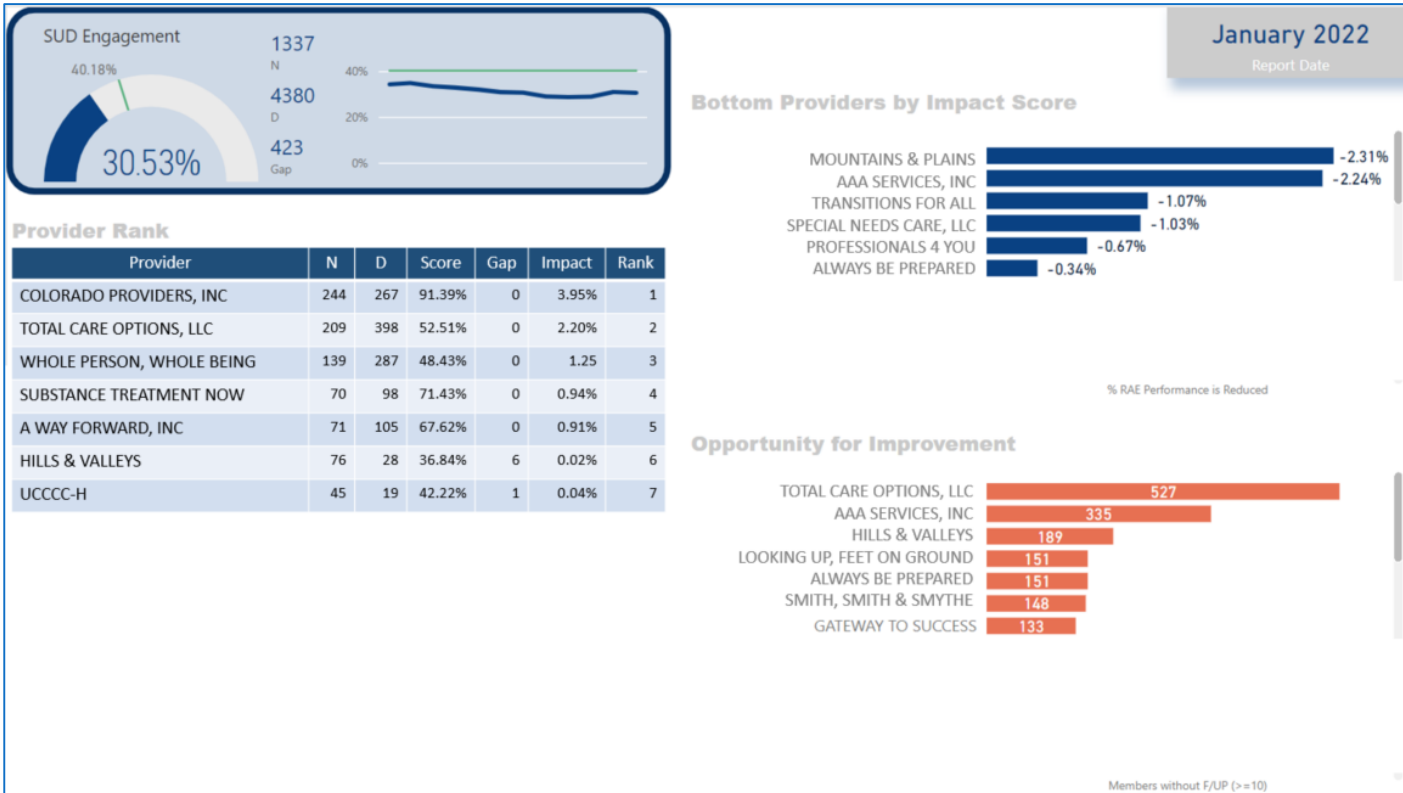 SUD Engagement
40.18%
30.53%
1337
N
4380
D
423
Gap
40%
20%
0%
January 2022
Report Date
Provider Rank
Provider N D Score Gap Impact Rank
COLORADO PROVIDERS, INC 244 267 91.39% 0 3.95% 1
TOTAL CARE OPTIONS, LLC 209 398 52.51% 0 2.20% 2
WHOLE PERSON, WHOLE BEING 139 287 48.43% 0 1.25 3
SUBSTANCE TREATMENT NOW 70 98 71.43% 0 0.94% 4
A WAY FORWARD, INC 71 105 67.62% 0 0.91% 5
HILLS & VALLEYS 76 28 36.84% 6 0.02% 6
UCCCC-H 45 19 42.22% 1 0.04% 7
Bottom Providers by Impact Score
MOUNTAINS & PLAINS -2.31%
AAA SERVICES, INC -2.24%
TRANSITIONS FOR ALL -1.07%
SPECIAL NEEDS CARE, LLC -1.03%
PROFESSIONALS 4 YOU -0.67%
ALWAYS BE PREPARED -0.34%
% RAE Performance is Reduced
Opportunity for Improvement
TOTAL CARE OPTIONS, LLC 527
AAA SERVICES, INC 335
HILLS & VALLEYS 189
LOOKING UP, FEET ON GROUND 151
ALWAYS BE PREPARED 151
SMITH, SMITH & SMYTHE 148
GATEWAY TO SUCCESS 133
Members without F/UP (>=10)